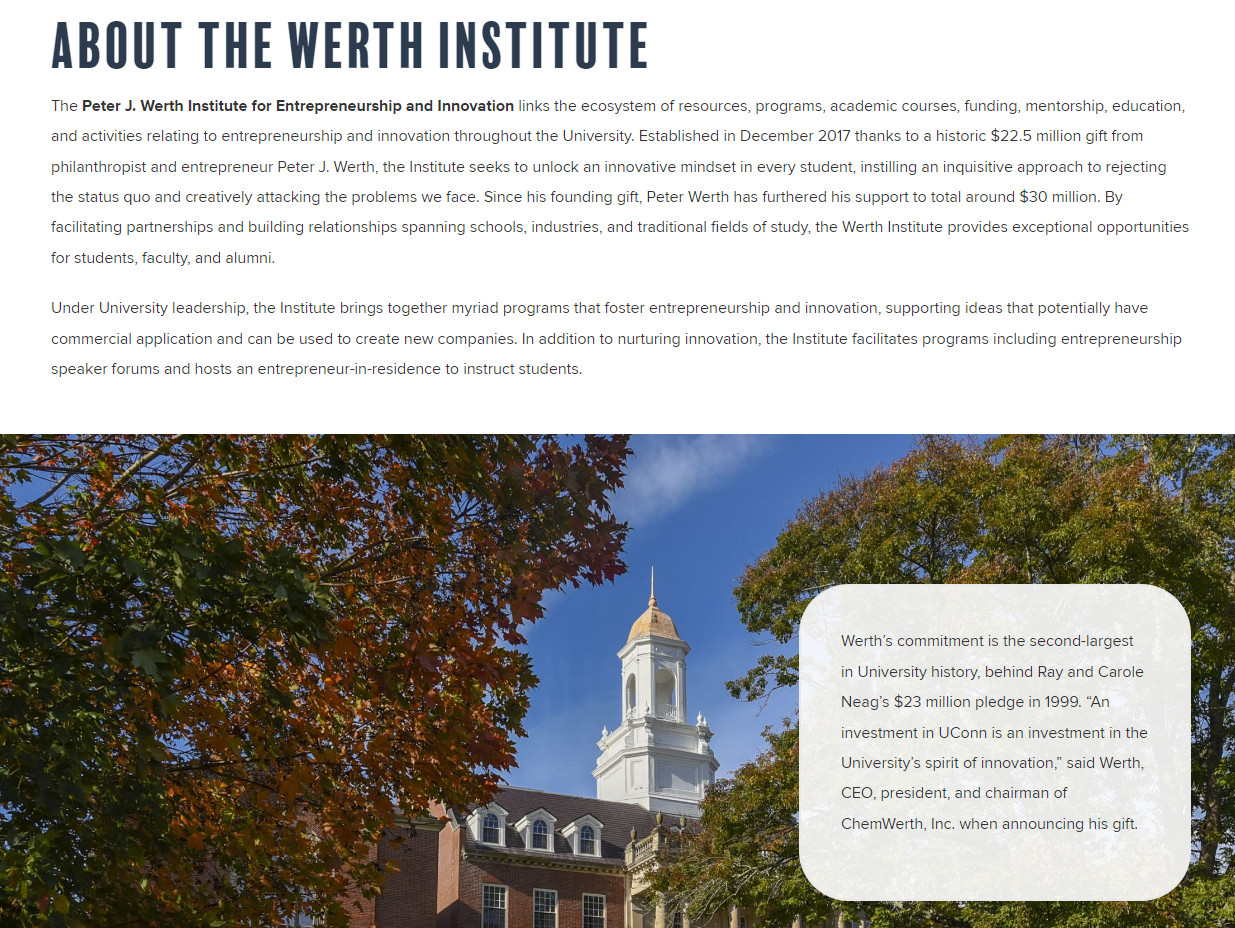 ABOUT THE WERTH INSTITUTE
The Peter J. Werth Institute for Entrepreneurship and Innovation links the ecosystem of resources, programs, academic courses, funding, mentorship, education,
and activities relating to entrepreneurship and innovation throughout the University. Established in December 2017 thanks to a historic $22.5 million gift from
philanthropist and entrepreneur Peter J. Werth, the Institute seeks to unlock an innovative mindset in every student, instilling an inquisitive approach to rejecting
the status quo and creatively attacking the problems we face. Since his founding gift, Peter Werth has furthered his support to total around $30 million. By
facilitating partnerships and building relationships spanning schools, industries, and traditional fields of study, the Werth Institute provides exceptional opportunities
for students, faculty, and alumni.
Under University leadership, the Institute brings together myriad programs that foster entrepreneurship and innovation, supporting ideas that potentially have
commercial application and can be used to create new companies. In addition to nurturing innovation, the Institute facilitates programs including entrepreneurship
speaker forums and hosts an entrepreneur-in-residence to instruct students.
Werth’s commitment is the second-largest
in University history, behind Ray and Carole
Neag’s $23 million pledge in 1999. “An
investment in UConn is an investment in the
University’s spirit of innovation,” said Werth,
CEO, president, and chairman of
ChemWerth, Inc. when announcing his gift.